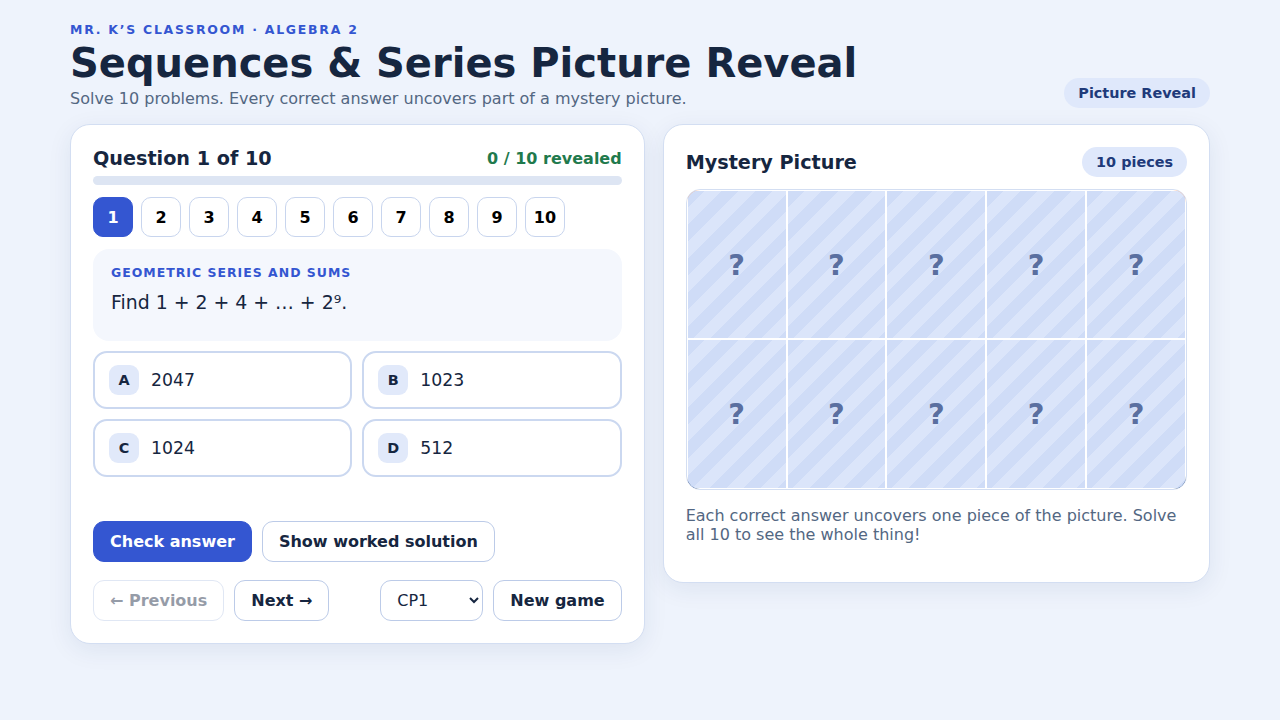 MR. K’S CLASSROOM · ALGEBRA 2
Sequences & Series Picture Reveal
Solve 10 problems. Every correct answer uncovers part of a mystery picture.
Picture Reveal
Question 1 of 10
0 / 10 revealed
1 2 3 4 5 6 7 8 9 10
GEOMETRIC SERIES AND SUMS
Find 1 + 2 + 4 + … + 2⁹.
A 2047
B 1023
C 1024
D 512
Check answer
Show worked solution
← Previous
Next →
CP1
New game
Mystery Picture
10 pieces
? ? ? ? ?
? ? ? ? ?
Each correct answer uncovers one piece of the picture. Solve
all 10 to see the whole thing!